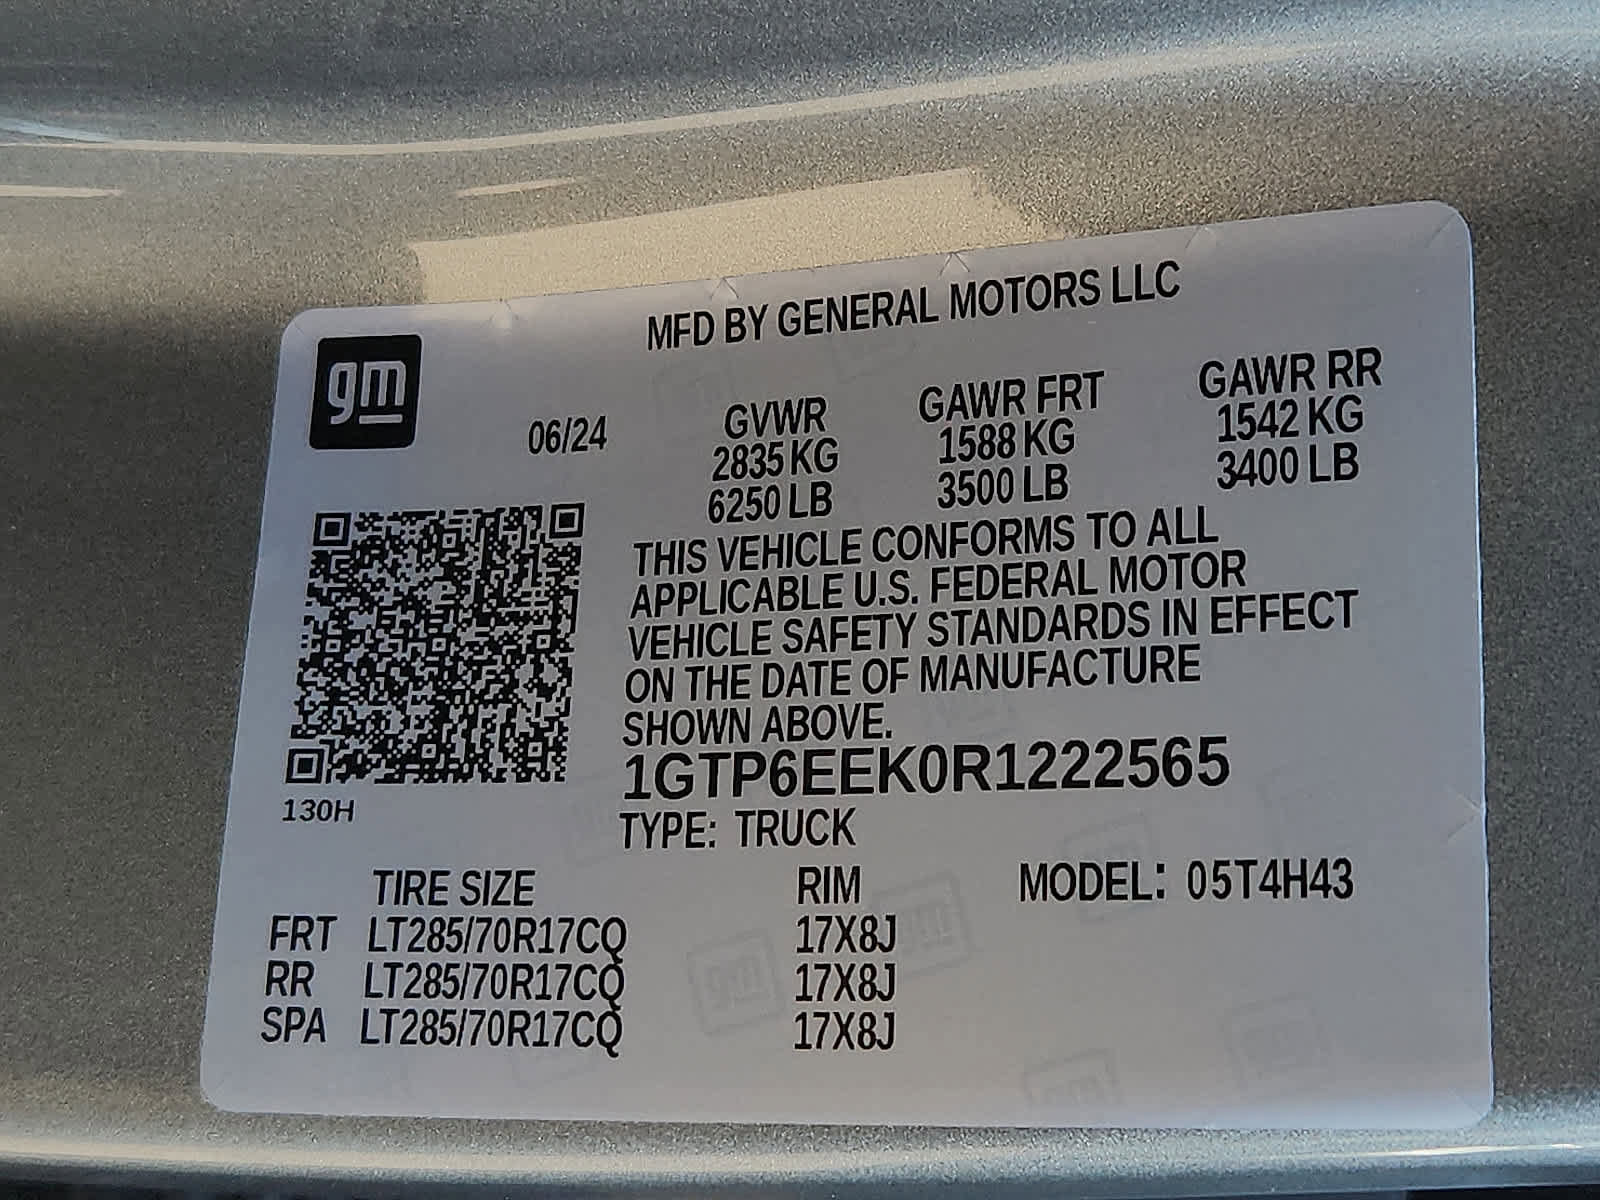 MFD BY GENERAL MOTORS LLC
gm
06/24
GVWR
2835 KG
6250 LB
GAWR FRT
1588 KG
3500 LB
GAWR RR
1542 KG
3400 LB
THIS VEHICLE CONFORMS TO ALL
APPLICABLE U.S. FEDERAL MOTOR
VEHICLE SAFETY STANDARDS IN EFFECT
ON THE DATE OF MANUFACTURE
SHOWN ABOVE.
1GTP6EEK0R1222565
130H
TYPE: TRUCK
TIRE SIZE RIM MODEL: 05T4H43
FRT LT285/70R17CQ 17X8J
RR LT285/70R17CQ 17X8J
SPA LT285/70R17CQ 17X8J